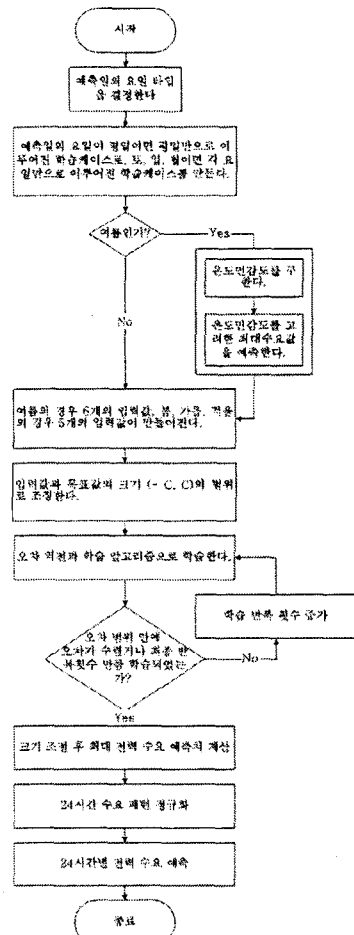 시작
예측일의 요일 타입
을 결정한다
예측일의 요일이 평일이면 평일만으로 이
루어진 학습케이스로, 토, 일, 월이면 각 요
일만으로 이루어진 학습케이스를 만든다.
여름인가?
Yes
온도민감도를 구
한다.
온도민감도를 고
려한 최대수요값
을 예측한다.
No
여름의 경우 6개의 입력값, 봄, 가을, 겨울
의 경우 5개의 입력값이 만들어진다.
입력값과 목표값의 크기 (- C, C)의 범위
로 조정한다.
오차 역전파 학습 알고리즘으로 학습한다.
학습 반복 횟수 증가
오차 범위 안에
오차가 수렴거나 최종 반
복횟수 만큼 학습되었는
가?
No
Yes
크기 조정 후 최대 전력 수요 예측치 계산
24시간 수요 패턴 정규화
24시간별 전력 수요 예측
종료